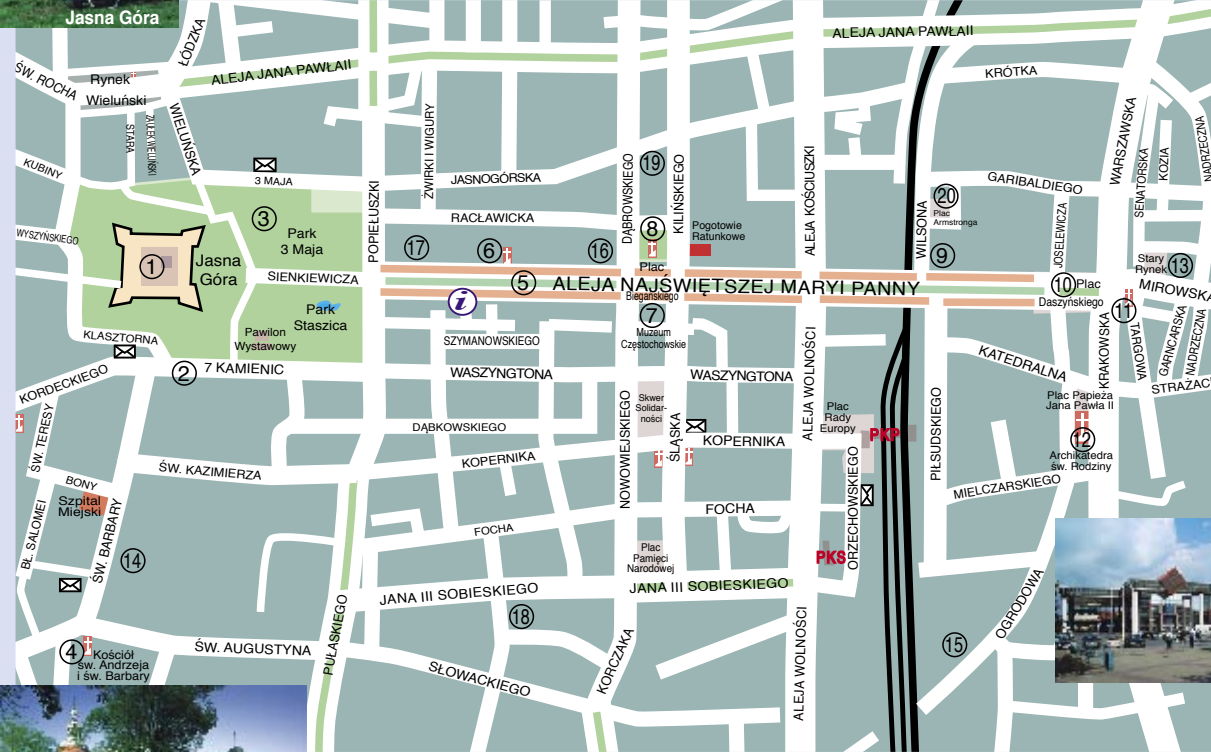 Jasna Góra
ŁÓDZKA
ALEJA JANA PAWŁAII
ALEJA JANA PAWŁAII
ŚW. ROCHA
Rynek
Wieluński
STARA
ZAUŁEK WIELUŃSKI
WIELUŃSKA
KRÓTKA
WARSZAWSKA
NADRZECZNA
KOZIA
SENATORSKA
ŻWIRKI I WIGURY
KUBINY
3 MAJA
JASNOGÓRSKA
DĄBROWSKIEGO
19
KILIŃSKIEGO
ALEJA KOŚCIUSZKI
GARIBALDIEGO
20
Plac
Armstronga
WILSONA
JOSELEWICZA
POPIEŁUSZKI
3
Park
3 Maja
RACŁAWICKA
WYSZYŃSKIEGO
1
Jasna
Góra
17
6
16
8
Pogotowie
Ratunkowe
9
Stary
Rynek
13
SIENKIEWICZA
5
Plac
Biegańskiego
ALEJA NAJŚWIĘTSZEJ MARYI PANNY
10
Plac
Daszyńskiego
MIROWSKA
11
i
Park
Staszica
7
Muzeum
Częstochowskie
KLASZTORNA
Pawilon
Wystawowy
SZYMANOWSKIEGO
KATEDRALNA
KRAKOWSKA
TARGOWA
GARNCARSKA
NADRZECZNA
STRAŻACK
2
7 KAMIENIC
WASZYNGTONA
WASZYNGTONA
ALEJA WOLNOŚCI
KORDECKIEGO
ŚW. TERESY
NOWOWIEJSKIEGO
Skwer
Solidar-
ności
ŚLĄSKA
Plac
Rady
Europy
PKP
PIŁSUDSKIEGO
Plac Papieża
Jana Pawła II
12
Archikatedra
św. Rodziny
DĄBKOWSKIEGO
KOPERNIKA
KOPERNIKA
ŚW. KAZIMIERZA
ORZECHOWSKIEGO
MIELCZARSKIEGO
BONY
Szpital
Miejski
BŁ. SALOMEI
ŚW. BARBARY
14
FOCHA
FOCHA
Plac
Pamięci
Narodowej
PKS
JANA III SOBIESKIEGO
JANA III SOBIESKIEGO
OGRODOWA
18
15
4
Kościół
św. Andrzeja
i św. Barbary
ŚW. AUGUSTYNA
PUŁASKIEGO
SŁOWACKIEGO
KORCZAKA
ALEJA WOLNOŚCI